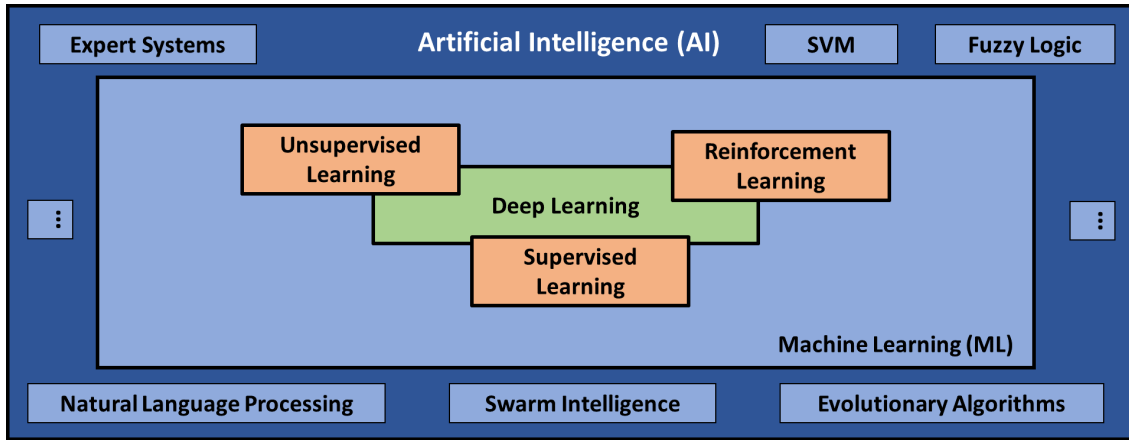 Expert Systems
Artificial Intelligence (AI)
SVM
Fuzzy Logic
Unsupervised
Learning
Reinforcement
Learning
Deep Learning
...
...
Supervised
Learning
Machine Learning (ML)
Natural Language Processing
Swarm Intelligence
Evolutionary Algorithms